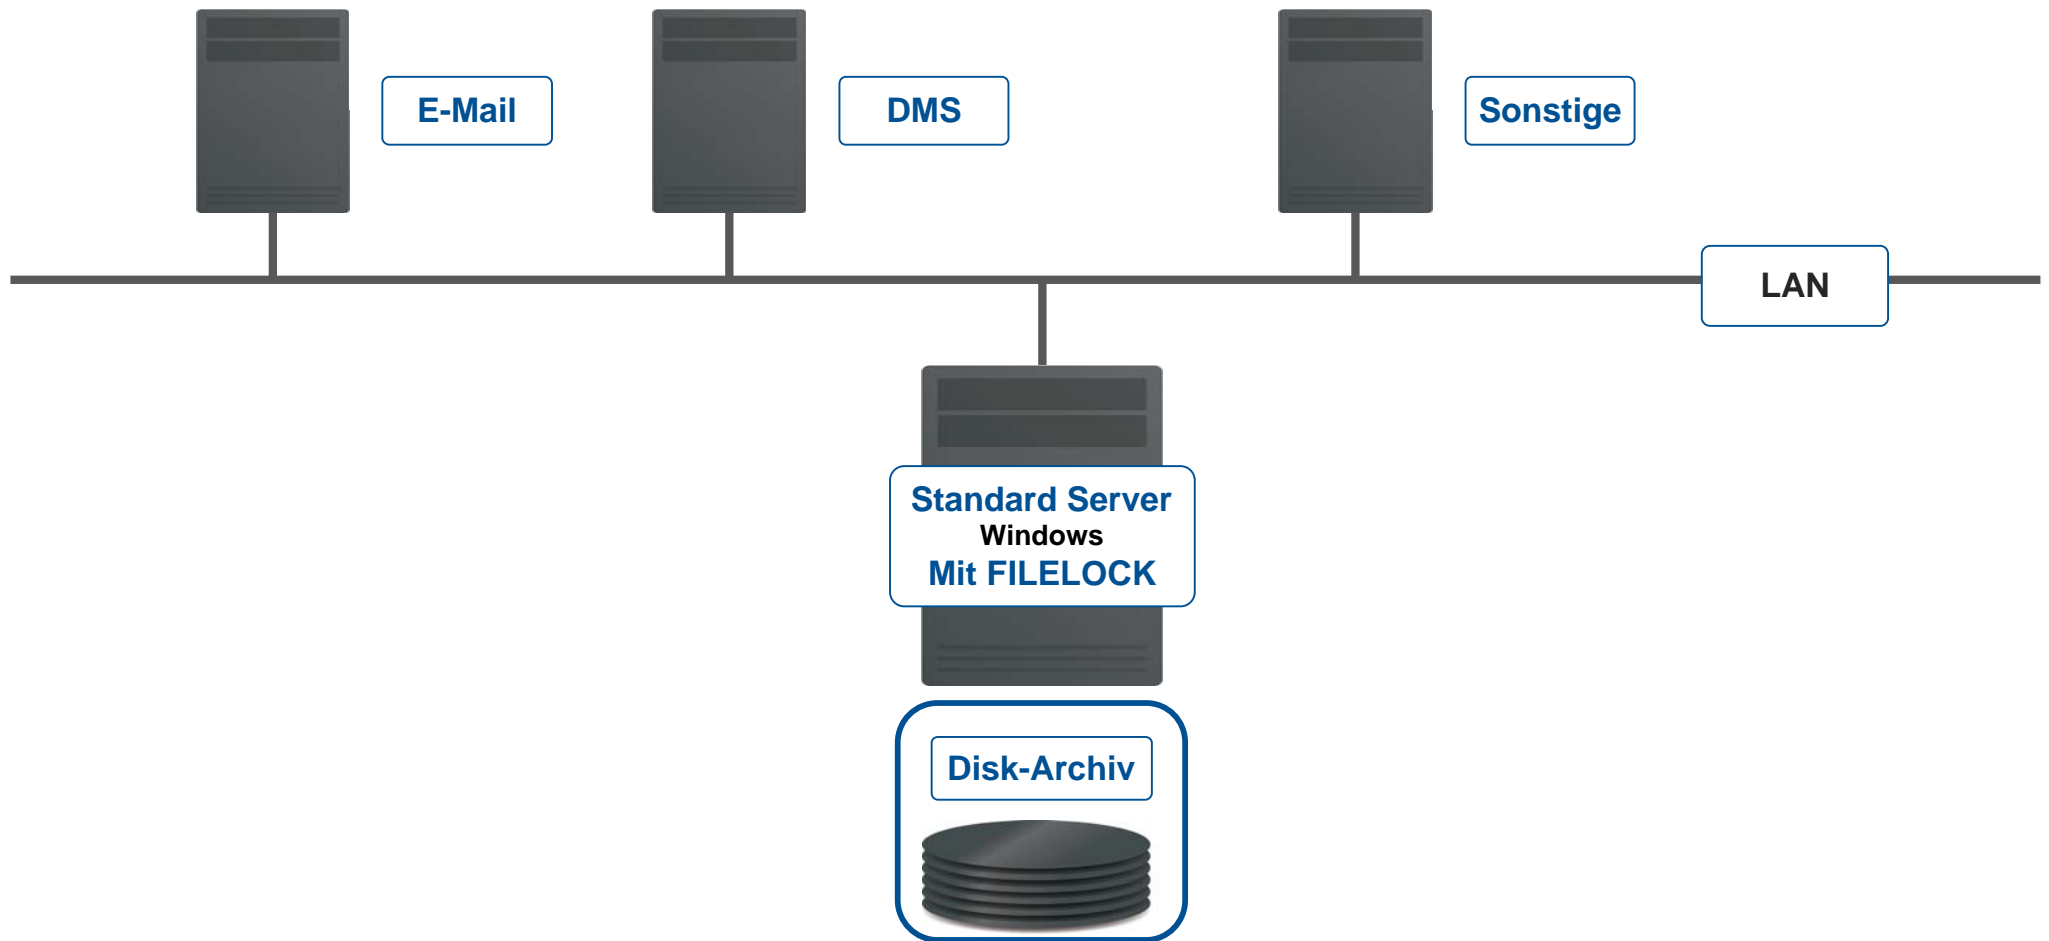 E-Mail
DMS
Sonstige
LAN
Standard Server
Windows
Mit FILELOCK
Disk-Archiv